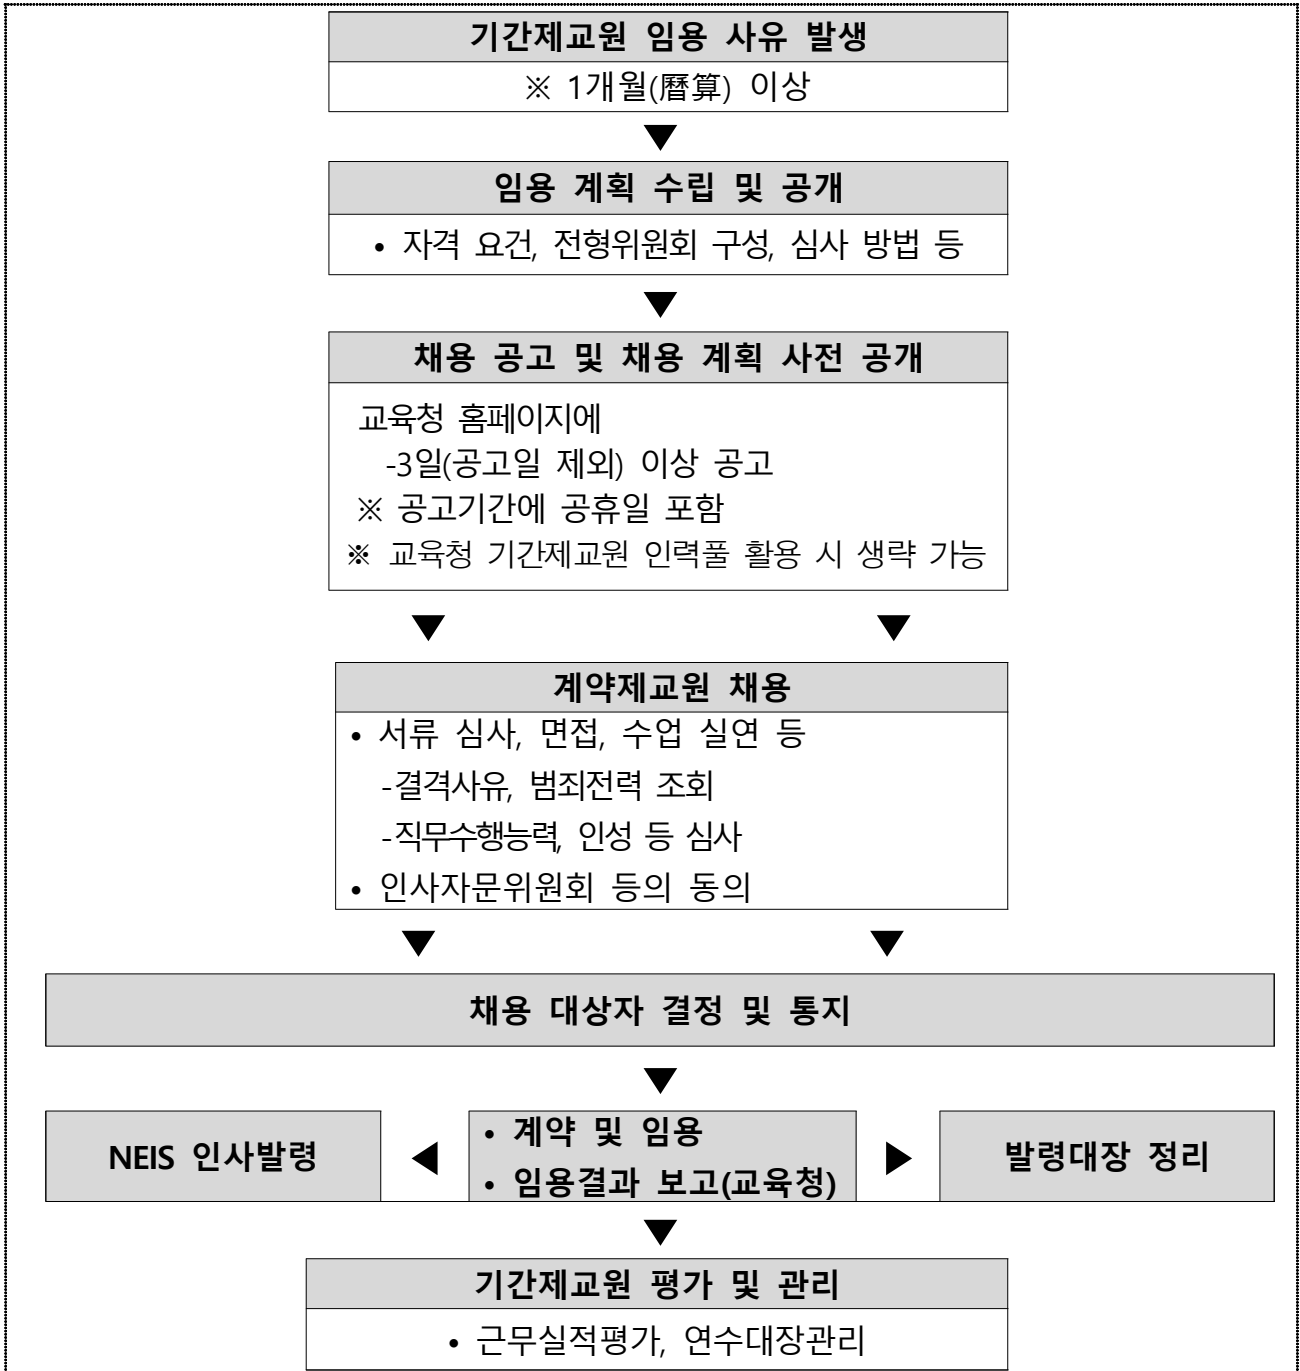 기간제교원 임용 사유 발생
※ 1개월(曆算) 이상
▼
임용 계획 수립 및 공개
• 자격 요건, 전형위원회 구성, 심사 방법 등
▼
채용 공고 및 채용 계획 사전 공개
교육청 홈페이지에
-3일(공고일 제외) 이상 공고
※ 공고기간에 공휴일 포함
※ 교육청 기간제교원 인력풀 활용 시 생략 가능
▼ ▼
계약제교원 채용
• 서류 심사, 면접, 수업 실연 등
-결격사유, 범죄전력 조회
-직무수행능력, 인성 등 심사
• 인사자문위원회 등의 동의
▼ ▼
채용 대상자 결정 및 통지
▼
NEIS 인사발령 ◀
• 계약 및 임용
• 임용결과 보고(교육청)
▶ 발령대장 정리
▼
기간제교원 평가 및 관리
• 근무실적평가, 연수대장관리